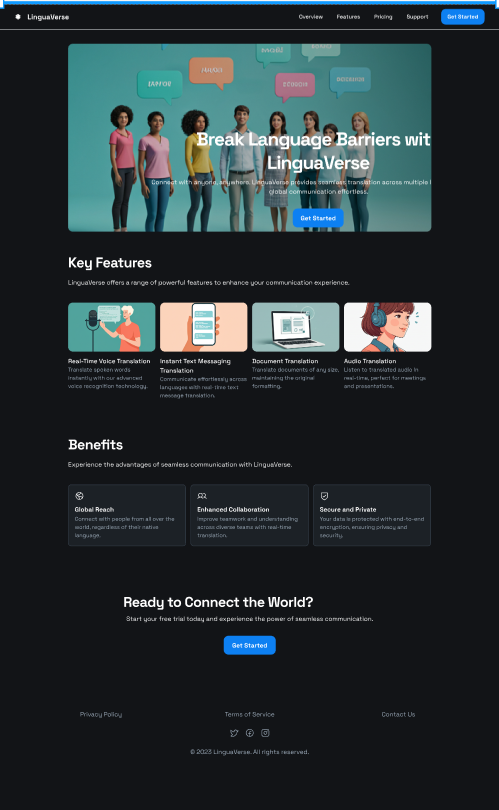 LinguaVerse
Overview
Features
Pricing
Support
Get Started
Break Language Barriers wit
LinguaVerse
Connect with anyone, anywhere. LinguaVerse provides seamless translation across multiple l
global communication effortless.
Get Started
Key Features
LinguaVerse offers a range of powerful features to enhance your communication experience.
Real-Time Voice Translation
Translate spoken words
instantly with our advanced
voice recognition technology.
Instant Text Messaging
Translation
Communicate effortlessly across
languages with real-time text
message translation.
Document Translation
Translate documents of any size,
maintaining the original
formatting.
Audio Translation
Listen to translated audio in
real-time, perfect for meetings
and presentations.
Benefits
Experience the advantages of seamless communication with LinguaVerse.
Global Reach
Connect with people from all over the
world, regardless of their native
language.
Enhanced Collaboration
Improve teamwork and understanding
across diverse teams with real-time
translation.
Secure and Private
Your data is protected with end-to-end
encryption, ensuring privacy and
security.
Ready to Connect the World?
Start your free trial today and experience the power of seamless communication.
Get Started
Privacy Policy
Terms of Service
Contact Us
© 2023 LinguaVerse. All rights reserved.